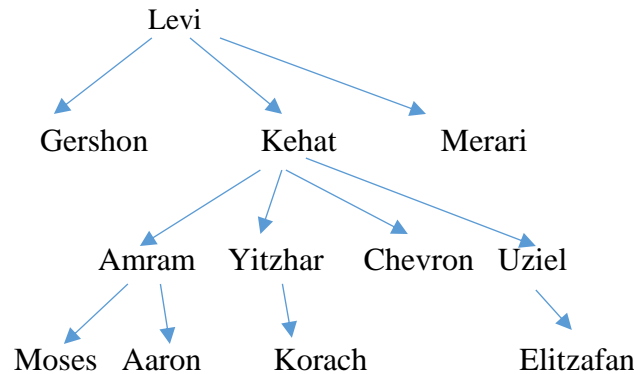 Levi
Gershon Kehat Merari
Amram Yitzhar Chevron Uziel
Moses Aaron Korach Elitzafan